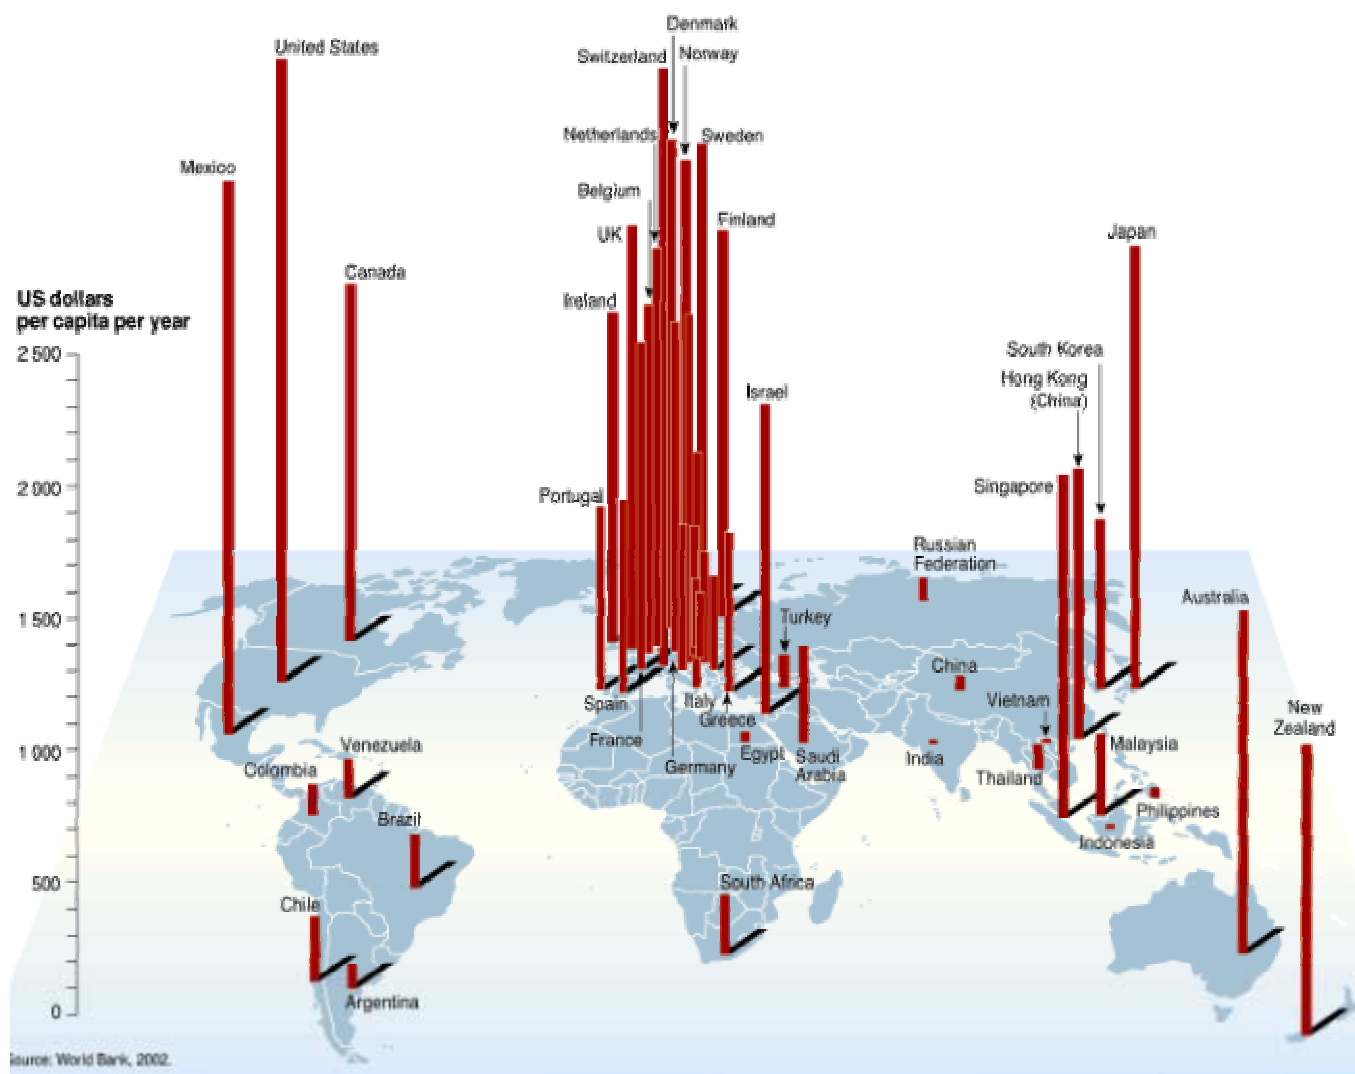 Denmark
United States
Switzerland
Norway
Netherlands
Sweden
Mexico
Belgium
UK
Finland
Japan
Canada
US dollars
per capita per year
Ireland
2 500
South Korea
Hong Kong
(China)
Israel
2 000
Portugal
Singapore
Russian
Federation
Australia
1 500
Turkey
China
Spain
Italy
Vietnam
Greece
New
Zealand
France
1 000
Venezuela
Colombia
Germany
Egypt
Saudi
Arabia
India
Thailand
Malaysia
Brazil
Philippines
Indonesia
500
South Africa
Chile
Argentina
0
Source: World Bank, 2002.